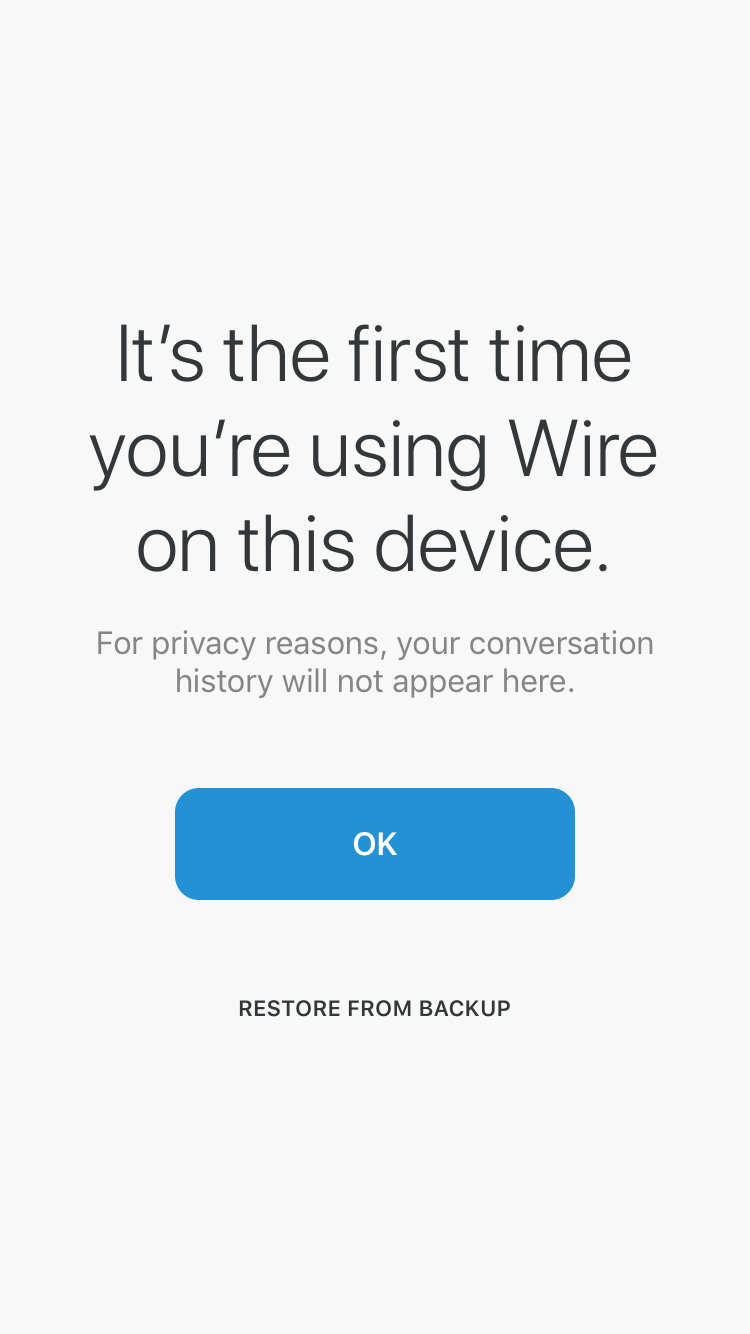 It’s the first time
you’re using Wire
on this device.
For privacy reasons, your conversation
history will not appear here.
OK
RESTORE FROM BACKUP